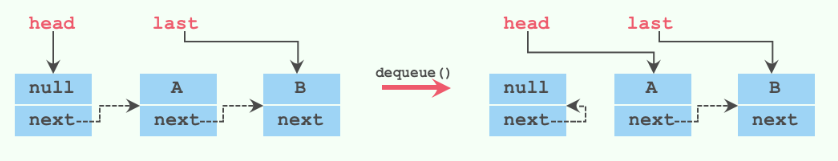 head last head last
dequeue()
null A B null A B
next next next next next next